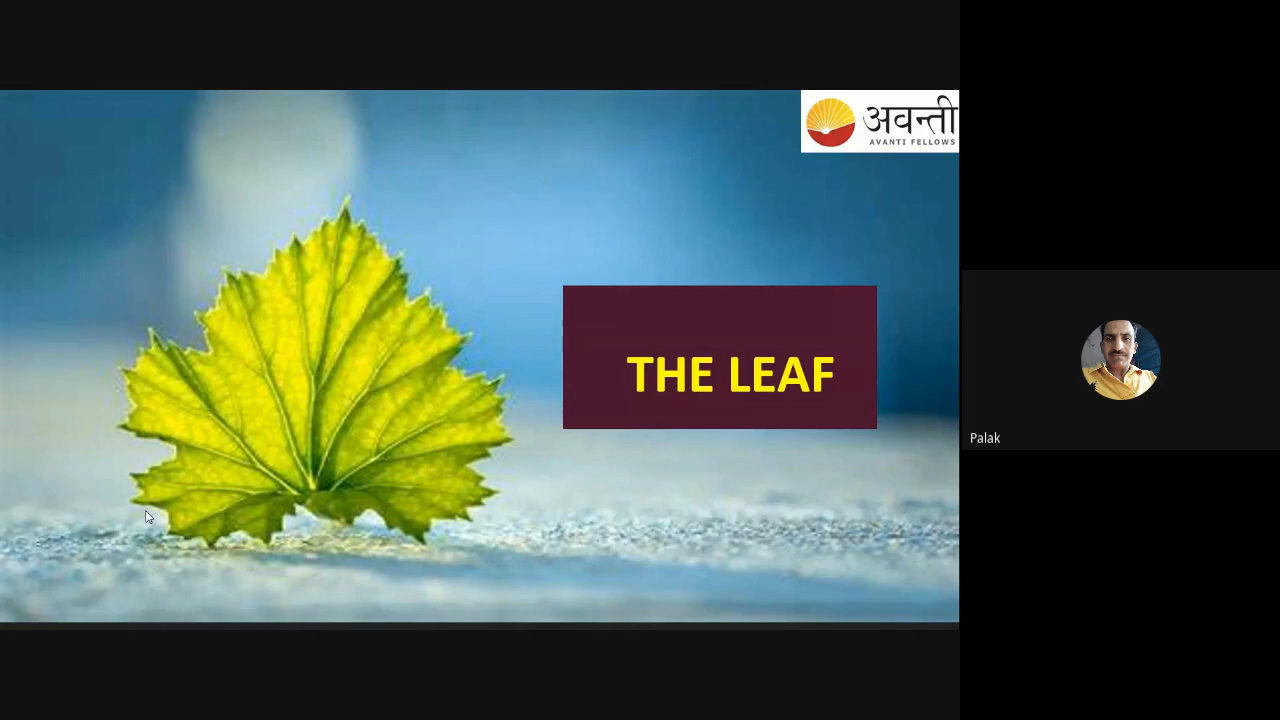 अवन्ती
AVANTI FELLOWS
THE LEAF
Palak